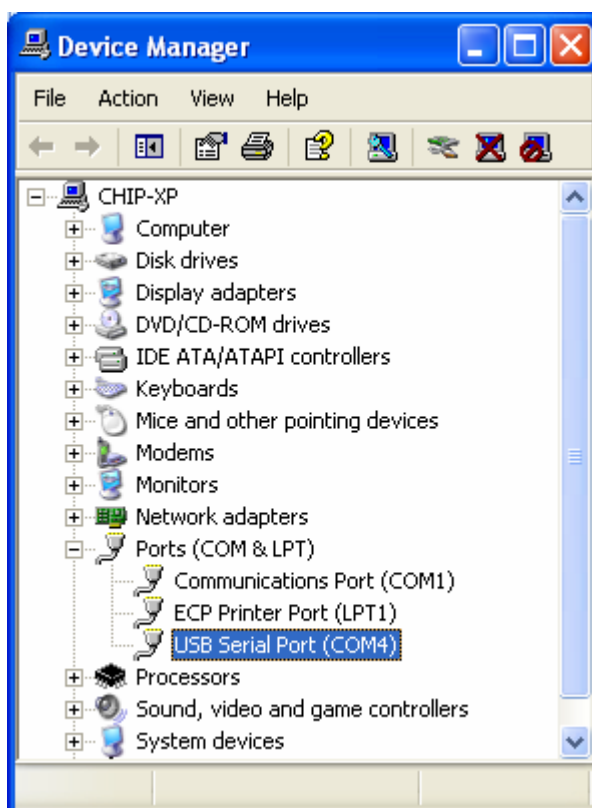 Device Manager
File Action View Help
CHIP-XP
Computer
Disk drives
Display adapters
DVD/CD-ROM drives
IDE ATA/ATAPI controllers
Keyboards
Mice and other pointing devices
Modems
Monitors
Network adapters
Ports (COM & LPT)
Communications Port (COM1)
ECP Printer Port (LPT1)
USB Serial Port (COM4)
Processors
Sound, video and game controllers
System devices